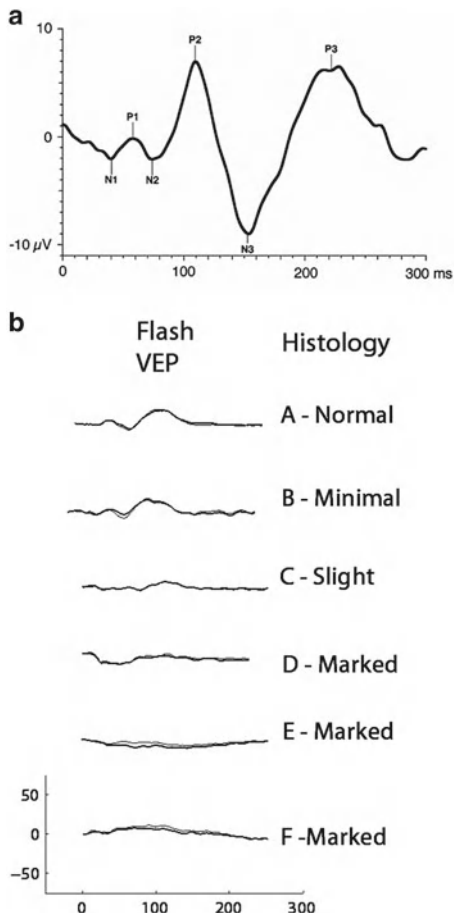 a
10
P2
P3
P1
0
N1
N2
N3
-10 µV
0
100
200
300 ms
b
Flash
VEP
Histology
A - Normal
B - Minimal
C - Slight
D - Marked
E - Marked
F -Marked
50
0
−50
0
100
200
300